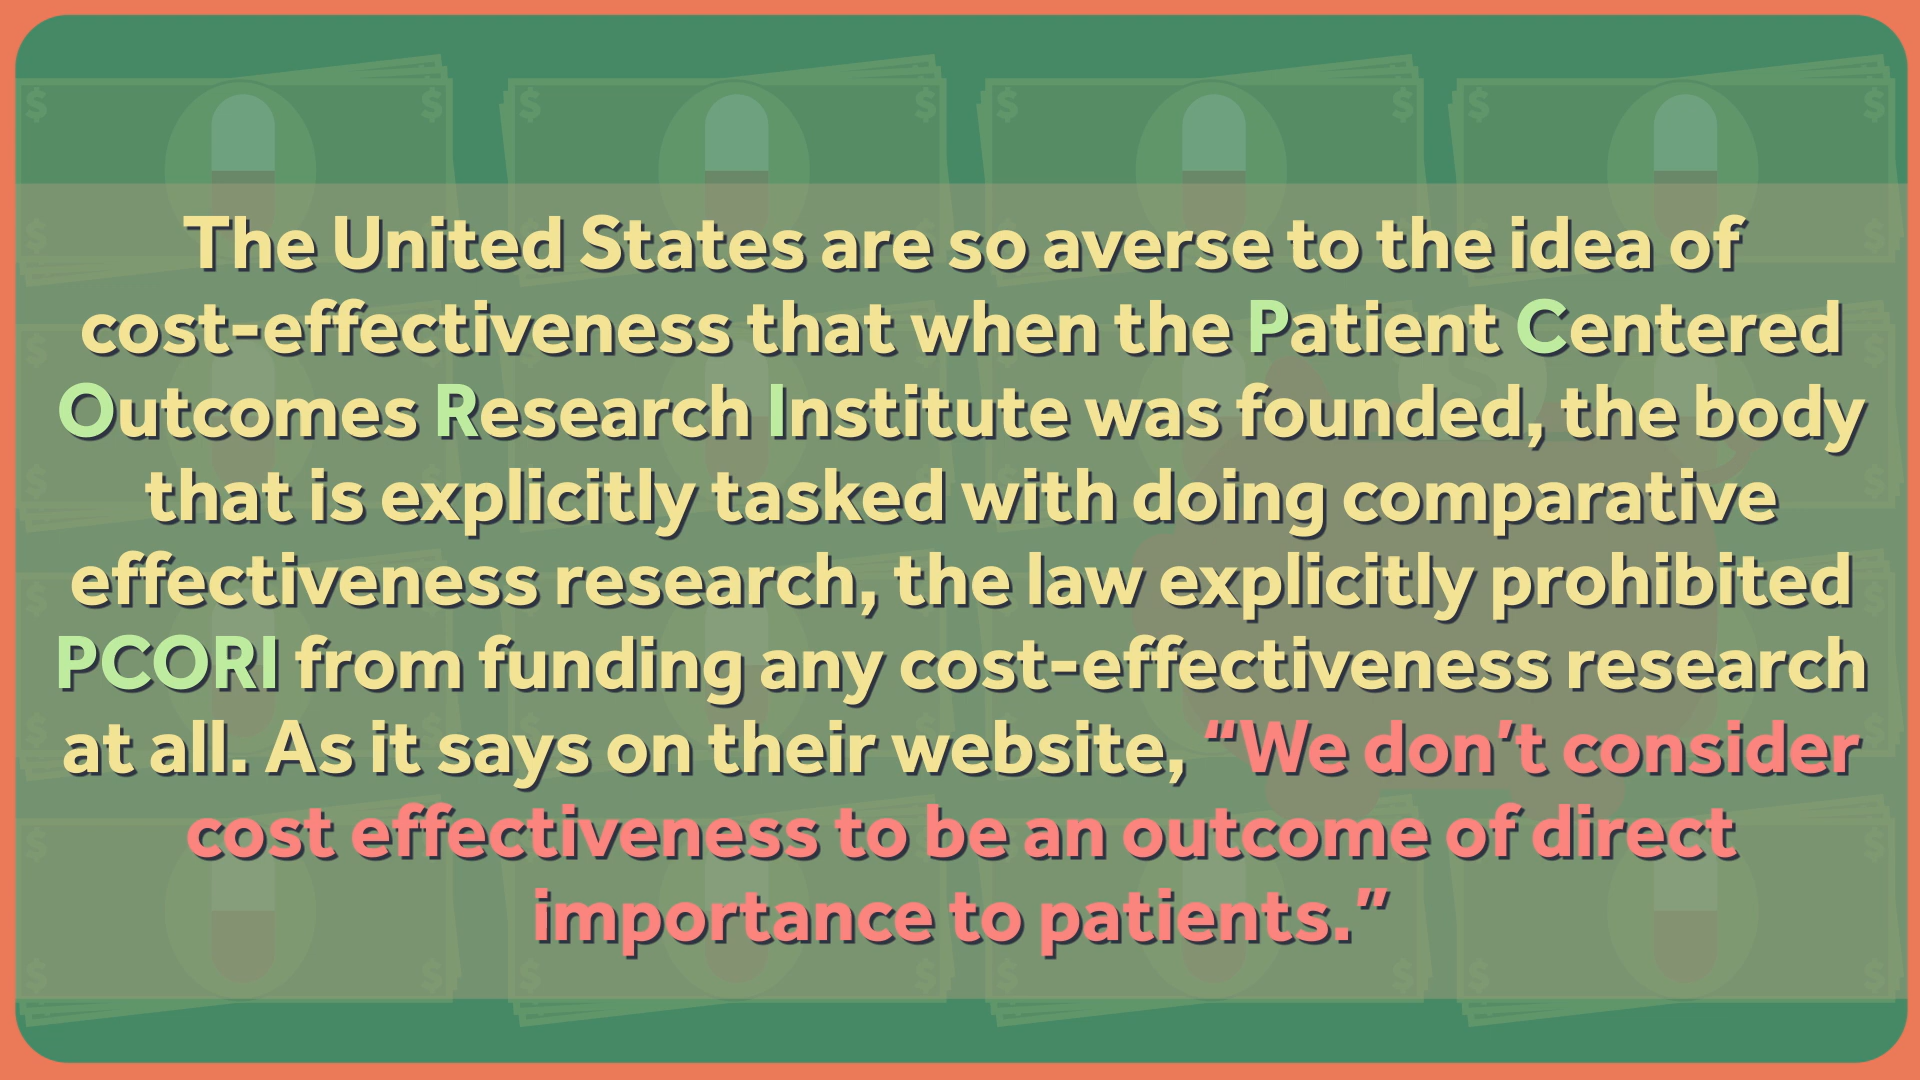 The United States are so averse to the idea of
cost-effectiveness that when the Patient Centered
Outcomes Research Institute was founded, the body
that is explicitly tasked with doing comparative
effectiveness research, the law explicitly prohibited
PCORI from funding any cost-effectiveness research
at all. As it says on their website, “We don’t consider
cost effectiveness to be an outcome of direct
importance to patients.”